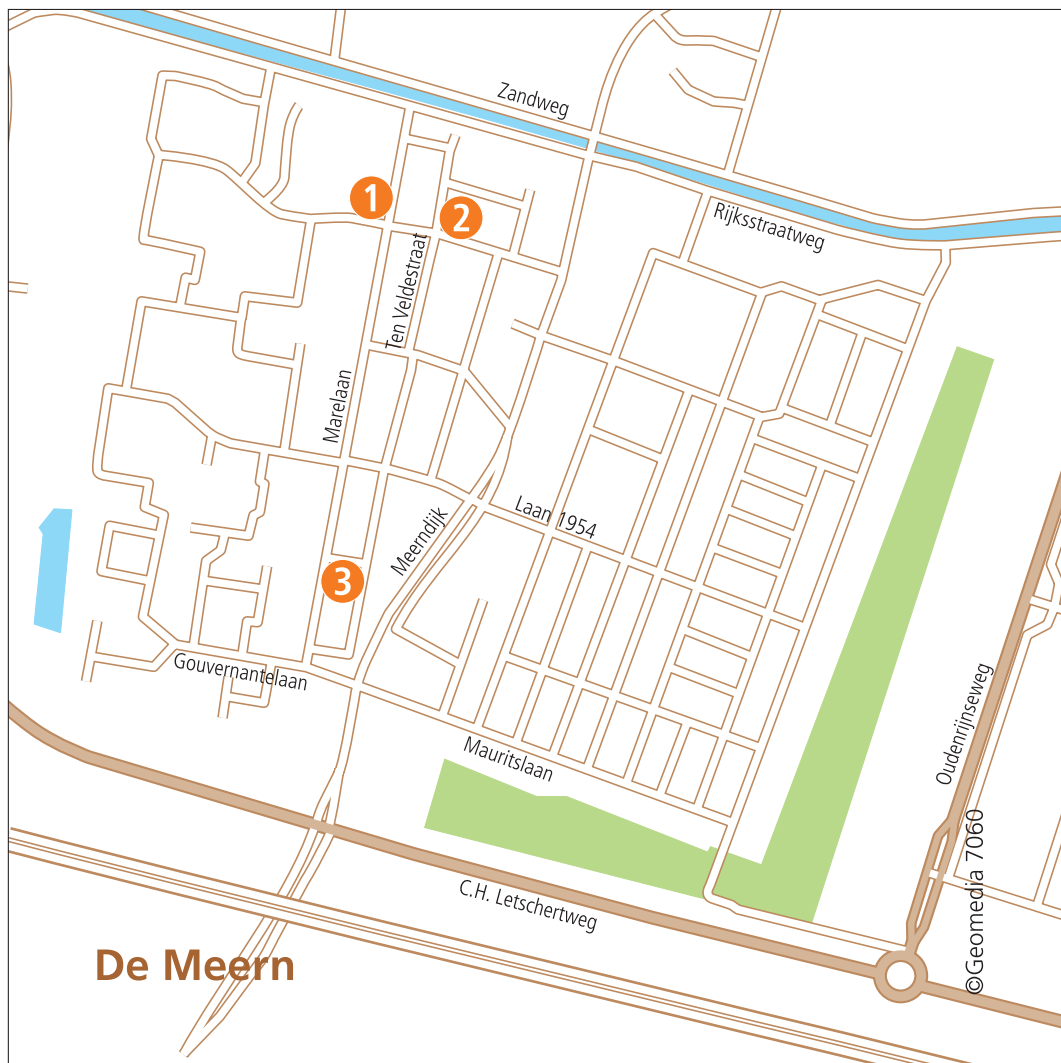 Zandweg
1
2
Rijksstraatweg
Ten Veldestraat
Marelaan
Laan 1954
Meerndijk
3
Gouvernantelaan
Oudenrijnseweg
Mauritslaan
C.H. Letschertweg
©Geomedia 7060
De Meern